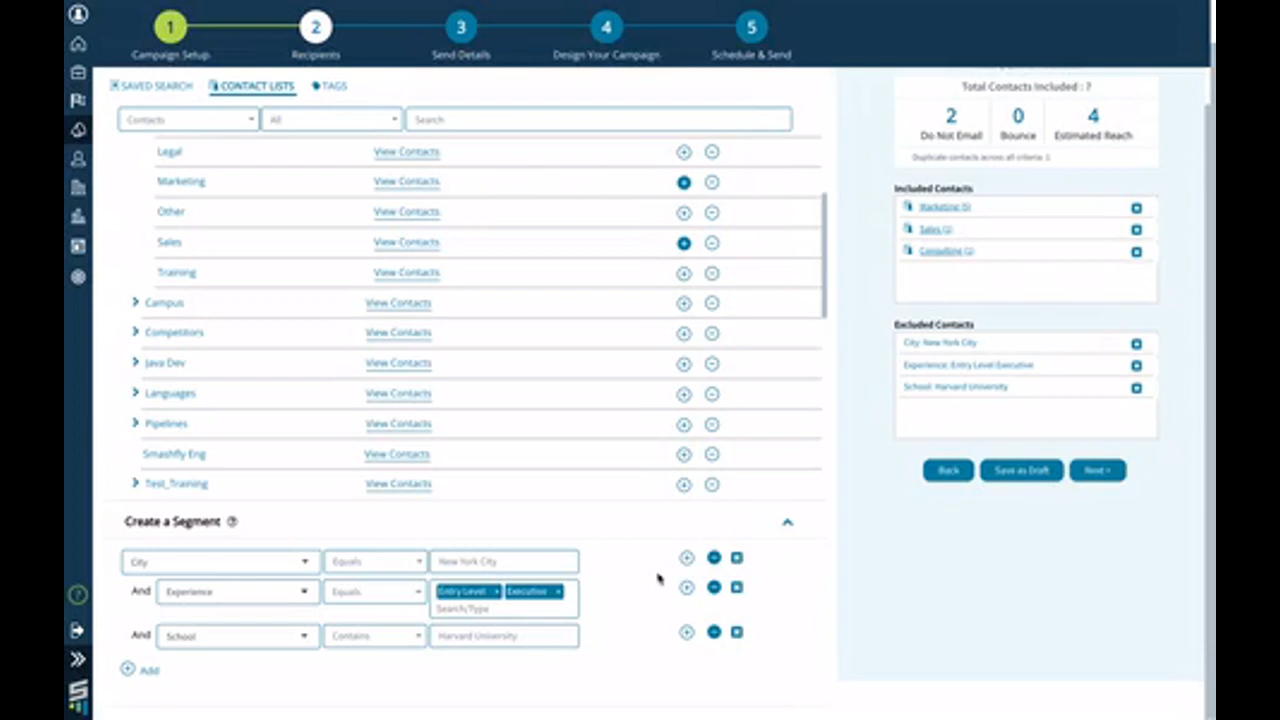 1 2 3 4 5
Campaign Setup Recipients Send Details Design Your Campaign Schedule & Send
SAVED SEARCH CONTACT LISTS TAGS
Contacts All Search
Legal View Contacts
Marketing View Contacts
Other View Contacts
Sales View Contacts
Training View Contacts
Campus View Contacts
Competitors View Contacts
Java Dev View Contacts
Languages View Contacts
Pipelines View Contacts
Smashfly Eng View Contacts
Test_Training View Contacts
Create a Segment ?
City Equals New York City
And Experience Equals Entry Level × Executive ×
Search/Type
And School Contains Harvard University
Add
Total Contacts Included : 7
2 0 4
Do Not Email Bounce Estimated Reach
Duplicate contacts across all criteria:
Included Contacts
Marketing (5)
Sales
Consulting
Excluded Contacts
City: New York City
Experience: Entry Level Executive
School: Harvard University
Back Save as Draft Next >